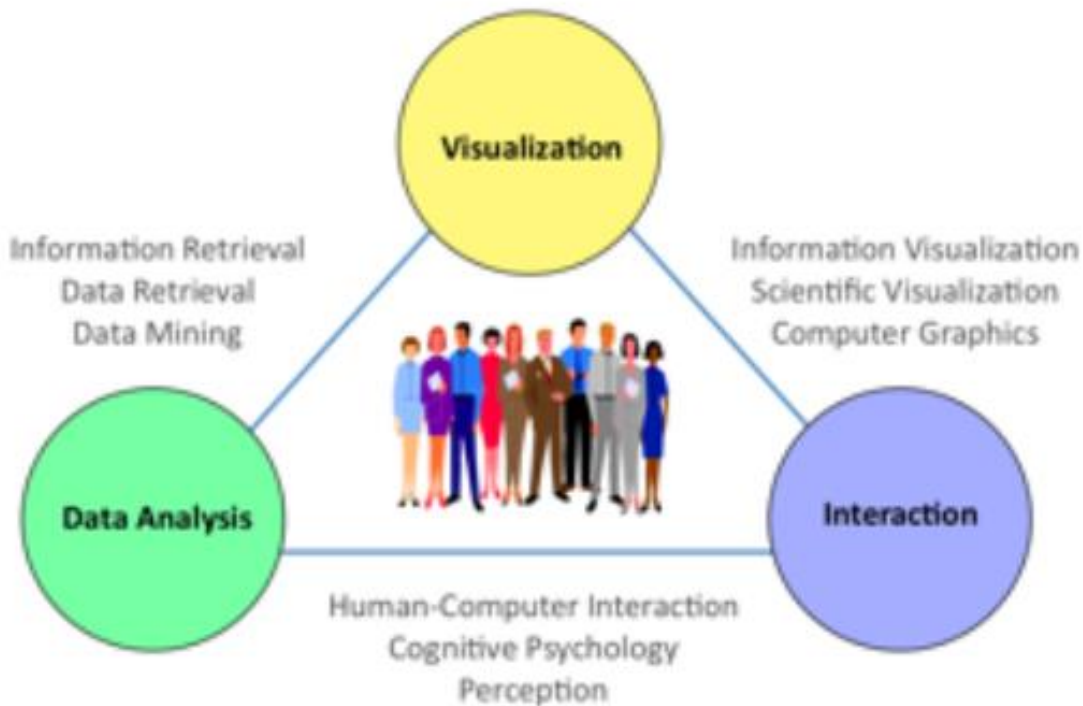 Visualization
Information Retrieval
Data Retrieval
Data Mining
Information Visualization
Scientific Visualization
Computer Graphics
Data Analysis
Interaction
Human-Computer Interaction
Cognitive Psychology
Perception